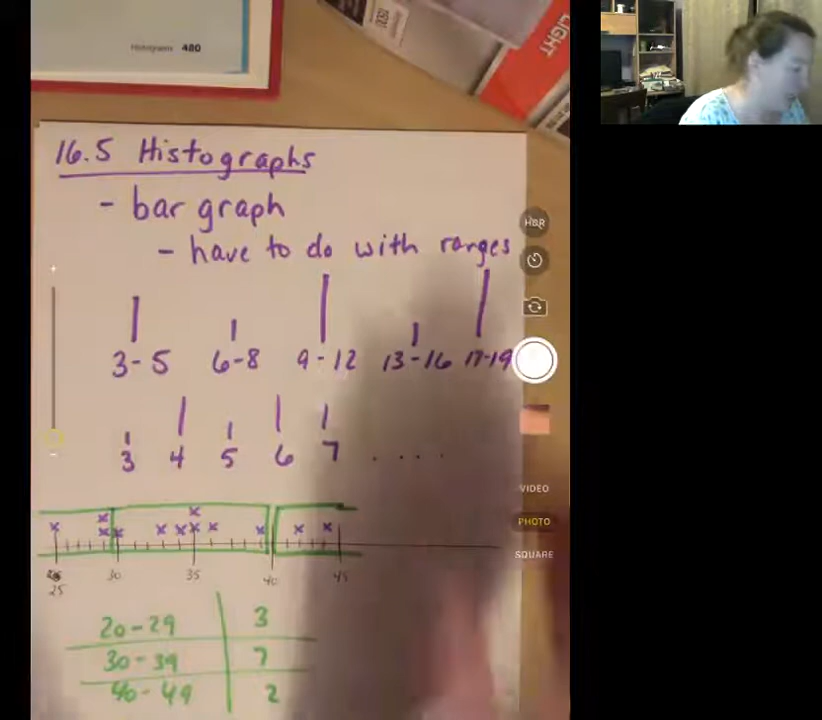 Histograms 480
LIGHT
16.5 Histographs
- bar graph
- have to do with ranges
3-5 6-8 9-12 13-16 17-19
3 4 5 6 7 ....
x x x x x x x x x x x x
25 30 35 40 45
20-29 3
30-39 7
40-49 2
HDR
VIDEO
PHOTO
SQUARE